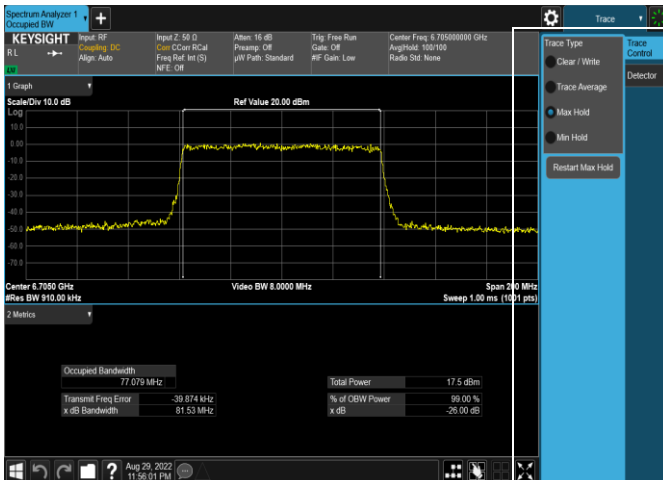 Spectrum Analyzer 1
Occupied BW
Trace
KEYSIGHT Input: RF Input Z: 50 Ω Atten: 16 dB Trig: Free Run Center Freq: 6.705000000 GHz
R L Coupling: DC Corr CCorr RCal Preamp: Off Gate: Off Avg|Hold: 100/100
Align: Auto Freq Ref: Int (S) µW Path: Standard #IF Gain: Low Radio Std: None
NFE: Off
LV
1 Graph
Scale/Div 10.0 dB Ref Value 20.00 dBm
Log
10.0
0.00
-10.0
-20.0
-30.0
-40.0
-50.0
-60.0
-70.0
Center 6.7050 GHz Video BW 8.0000 MHz Span 200 MHz
#Res BW 910.00 kHz Sweep 1.00 ms (1001 pts)
2 Metrics
Occupied Bandwidth
77.079 MHz Total Power 17.5 dBm
Transmit Freq Error -39.874 kHz % of OBW Power 99.00 %
x dB Bandwidth 81.53 MHz x dB -26.00 dB
Aug 29, 2022
11:56:01 PM
Trace Type
Clear / Write
Trace Average
Max Hold
Min Hold
Restart Max Hold
Trace
Control
Detector